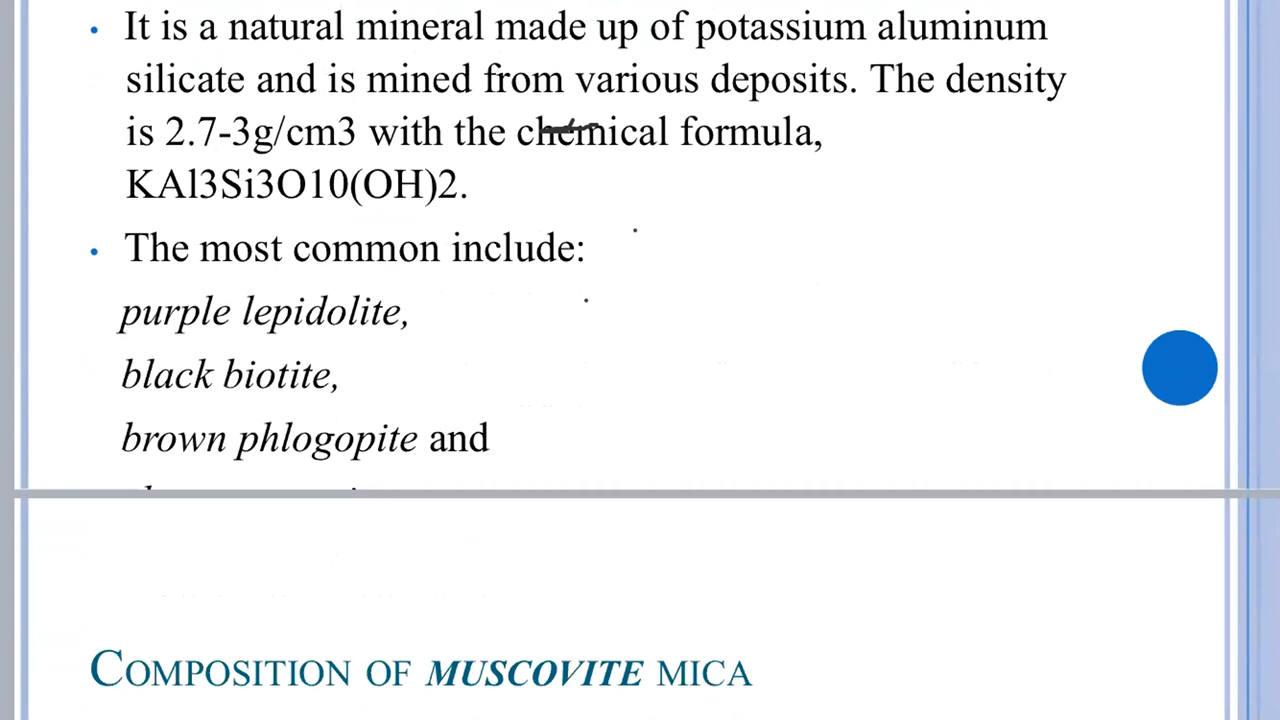 • It is a natural mineral made up of potassium aluminum
silicate and is mined from various deposits. The density
is 2.7-3g/cm3 with the chemical formula,
KAl3Si3O10(OH)2.
• The most common include:
purple lepidolite,
black biotite,
brown phlogopite and
COMPOSITION OF MUSCOVITE MICA